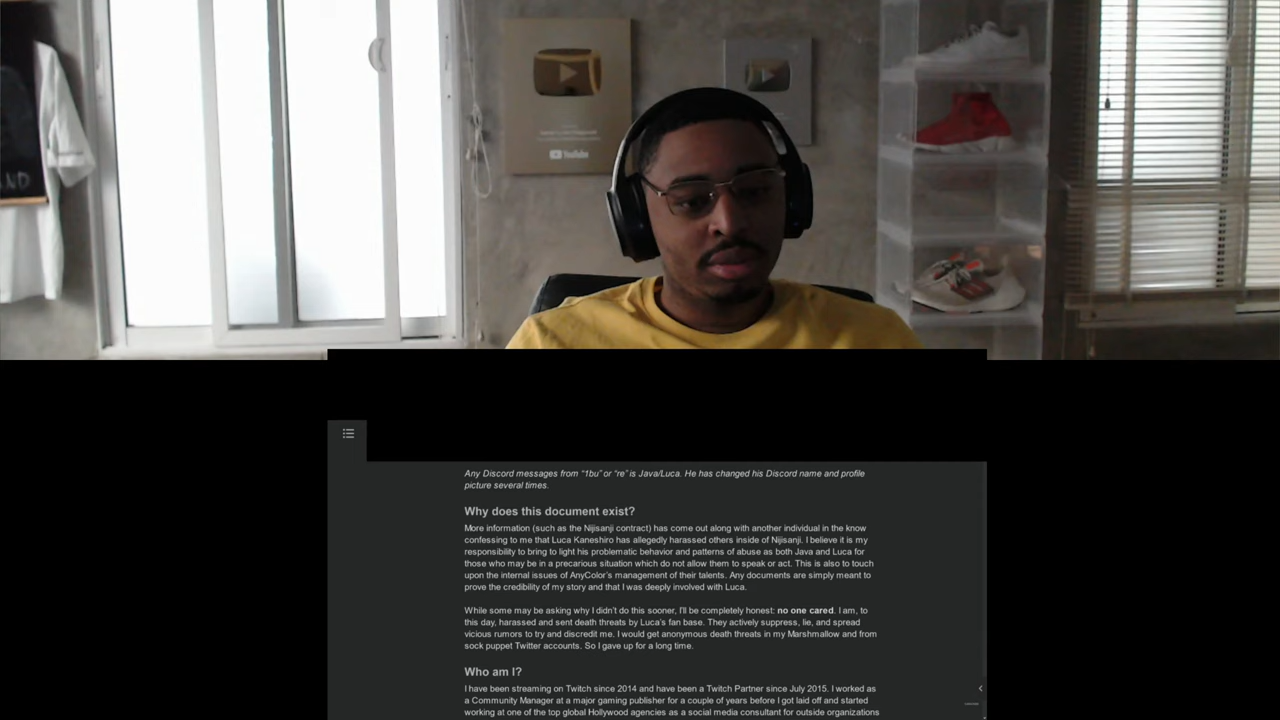 ND
YouTube
Any Discord messages from “1bu” or “re” is Java/Luca. He has changed his Discord name and profile
picture several times.
Why does this document exist?
More information (such as the Nijisanji contract) has come out along with another individual in the know
confessing to me that Luca Kaneshiro has allegedly harassed others inside of Nijisanji. I believe it is my
responsibility to bring to light his problematic behavior and patterns of abuse as both Java and Luca for
those who may be in a precarious situation which do not allow them to speak or act. This is also to touch
upon the internal issues of AnyColor’s management of their talents. Any documents are simply meant to
prove the credibility of my story and that I was deeply involved with Luca.
While some may be asking why I didn’t do this sooner, I’ll be completely honest: no one cared. I am, to
this day, harassed and sent death threats by Luca’s fan base. They actively suppress, lie, and spread
vicious rumors to try and discredit me. I would get anonymous death threats in my Marshmallow and from
sock puppet Twitter accounts. So I gave up for a long time.
Who am I?
I have been streaming on Twitch since 2014 and have been a Twitch Partner since July 2015. I worked as
a Community Manager at a major gaming publisher for a couple of years before I got laid off and started
working at one of the top global Hollywood agencies as a social media consultant for outside organizations